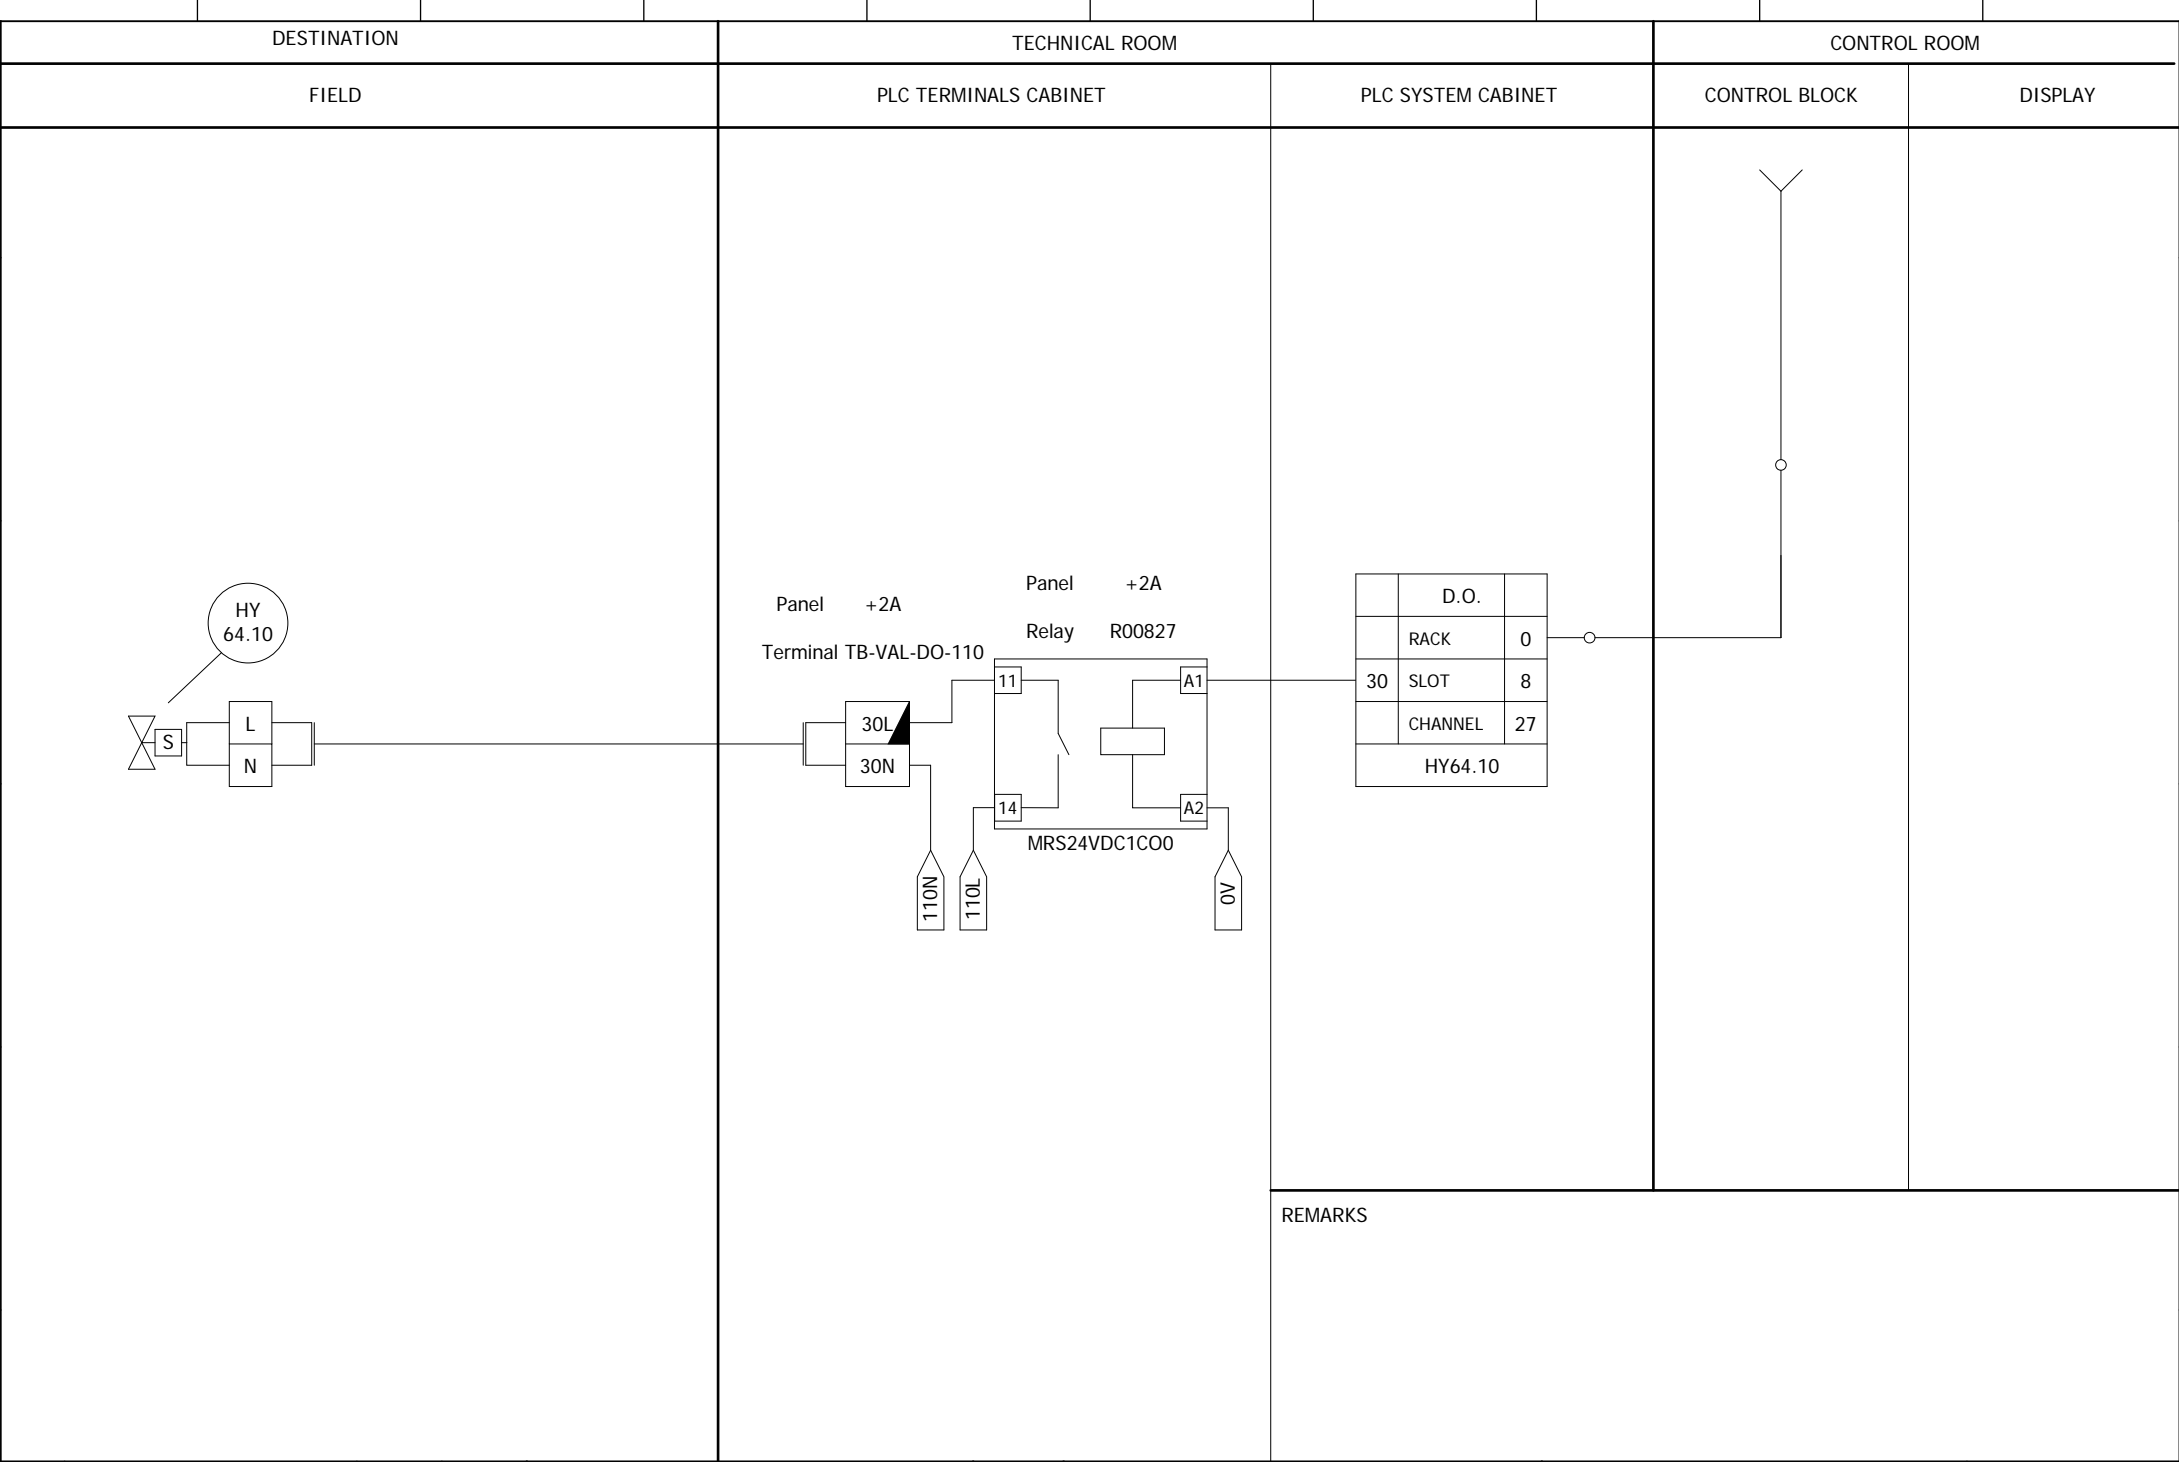 DESTINATION
TECHNICAL ROOM
CONTROL ROOM
FIELD
PLC TERMINALS CABINET
PLC SYSTEM CABINET
CONTROL BLOCK
DISPLAY
HY
64.10
S
L
N
Panel +2A
Terminal TB-VAL-DO-110
30L
30N
110N
110L
Panel +2A
Relay R00827
11
14
A1
A2
MRS24VDC1CO0
0V
D.O.
RACK 0
30 SLOT 8
CHANNEL 27
HY64.10
REMARKS